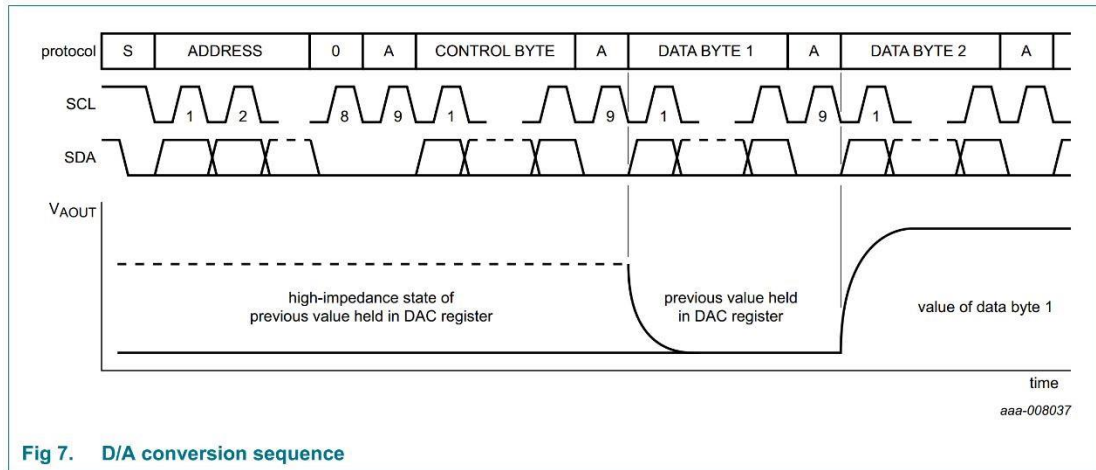 protocol S ADDRESS 0 A CONTROL BYTE A DATA BYTE 1 A DATA BYTE 2 A
SCL 1 2 8 9 1 9 1 9 1
SDA
VAOUT
high-impedance state of
previous value held in DAC register
previous value held
in DAC register
value of data byte 1
time
aaa-008037
Fig 7. D/A conversion sequence